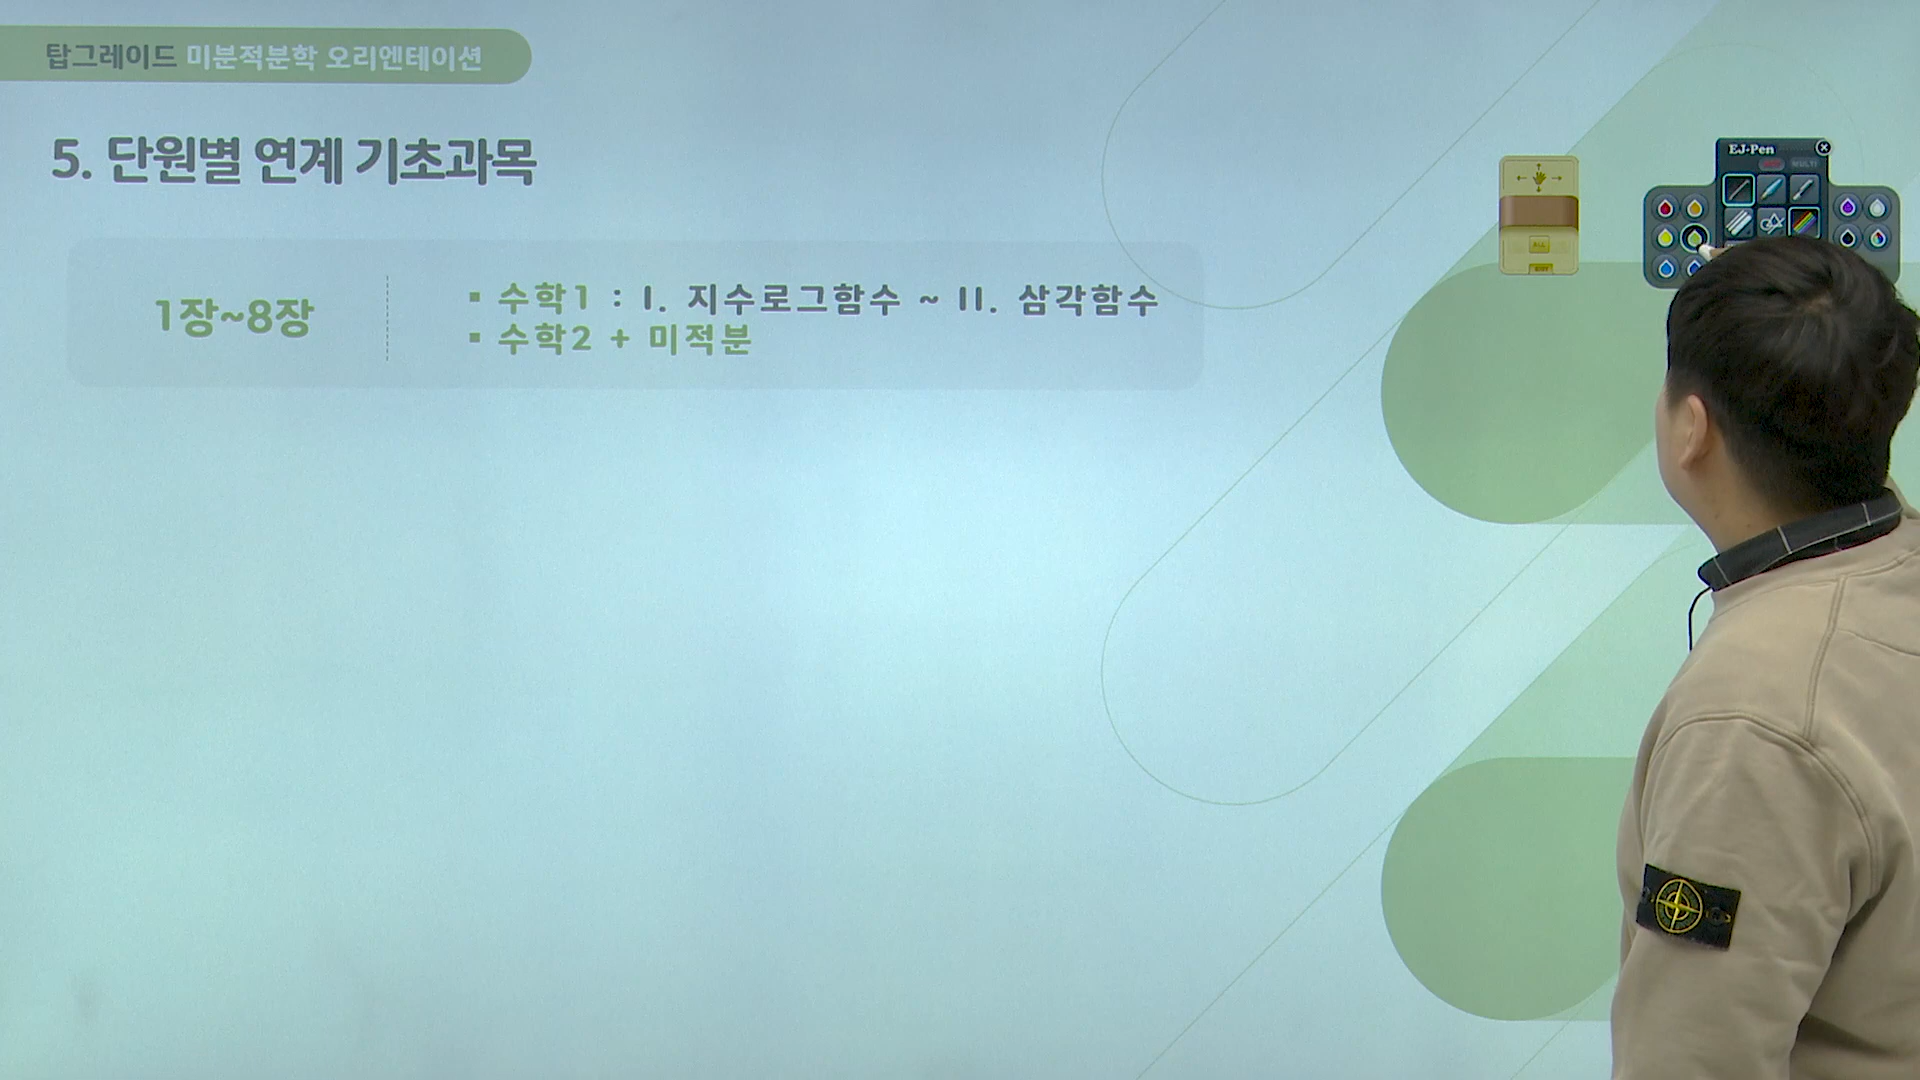 탑그레이드 미분적분학 오리엔테이션
5. 단원별 연계 기초과목
EJ-Pen
MULTI
ALL
1장~8장
▪ 수학1 : I. 지수로그함수 ~ II. 삼각함수
▪ 수학2 + 미적분